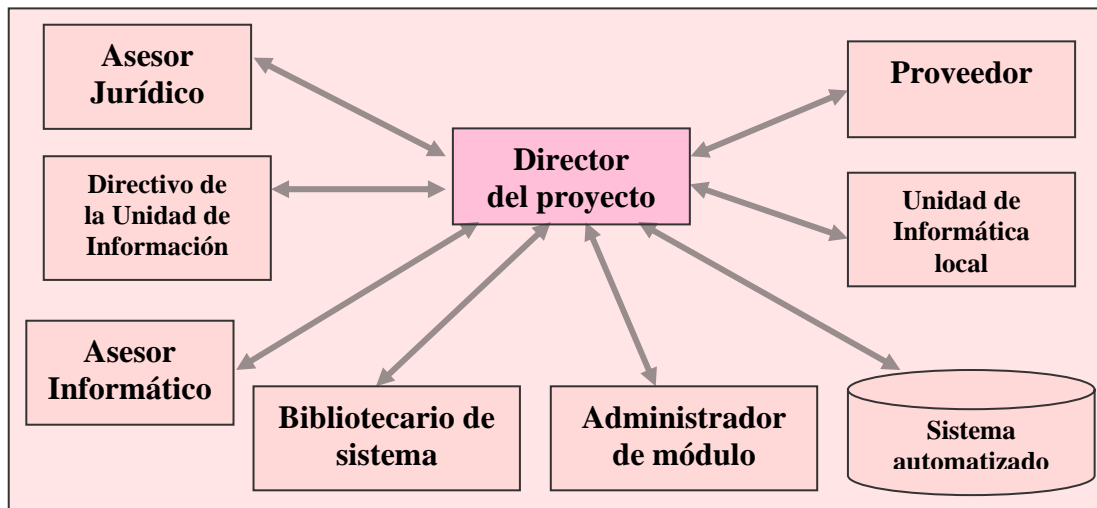 Asesor
Jurídico
Proveedor
Director
del proyecto
Directivo de
la Unidad de
Información
Unidad de
Informática
local
Asesor
Informático
Bibliotecario de
sistema
Administrador
de módulo
Sistema
automatizado